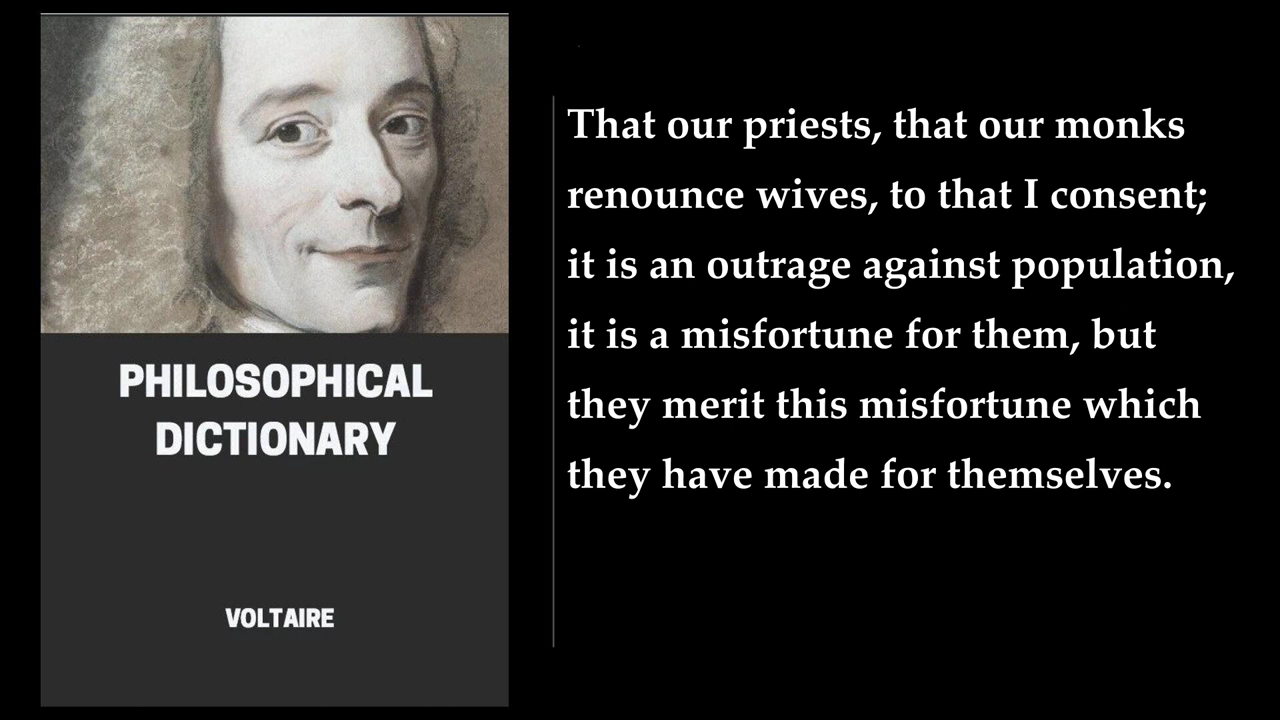 PHILOSOPHICAL
DICTIONARY
VOLTAIRE
That our priests, that our monks
renounce wives, to that I consent;
it is an outrage against population,
it is a misfortune for them, but
they merit this misfortune which
they have made for themselves.